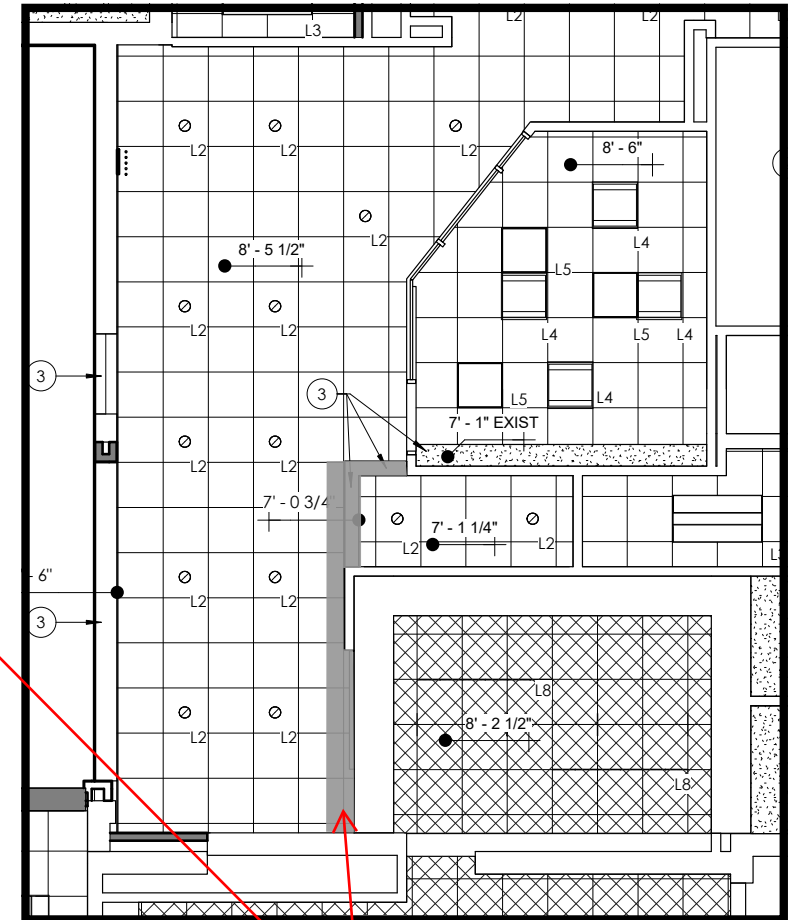 L2
L2
L3
L2
L2
L2
8' - 6"
L4
L2
8' - 5 1/2"
L5
L2
L2
L4
L5
L4
3
3
L5
L4
7' - 1" EXIST
L2
L2
7' - 0 3/4"
7' - 1 1/4"
L2
L2
6"
L2
L2
3
L8
L2
L2
8' - 2 1/2"
L8